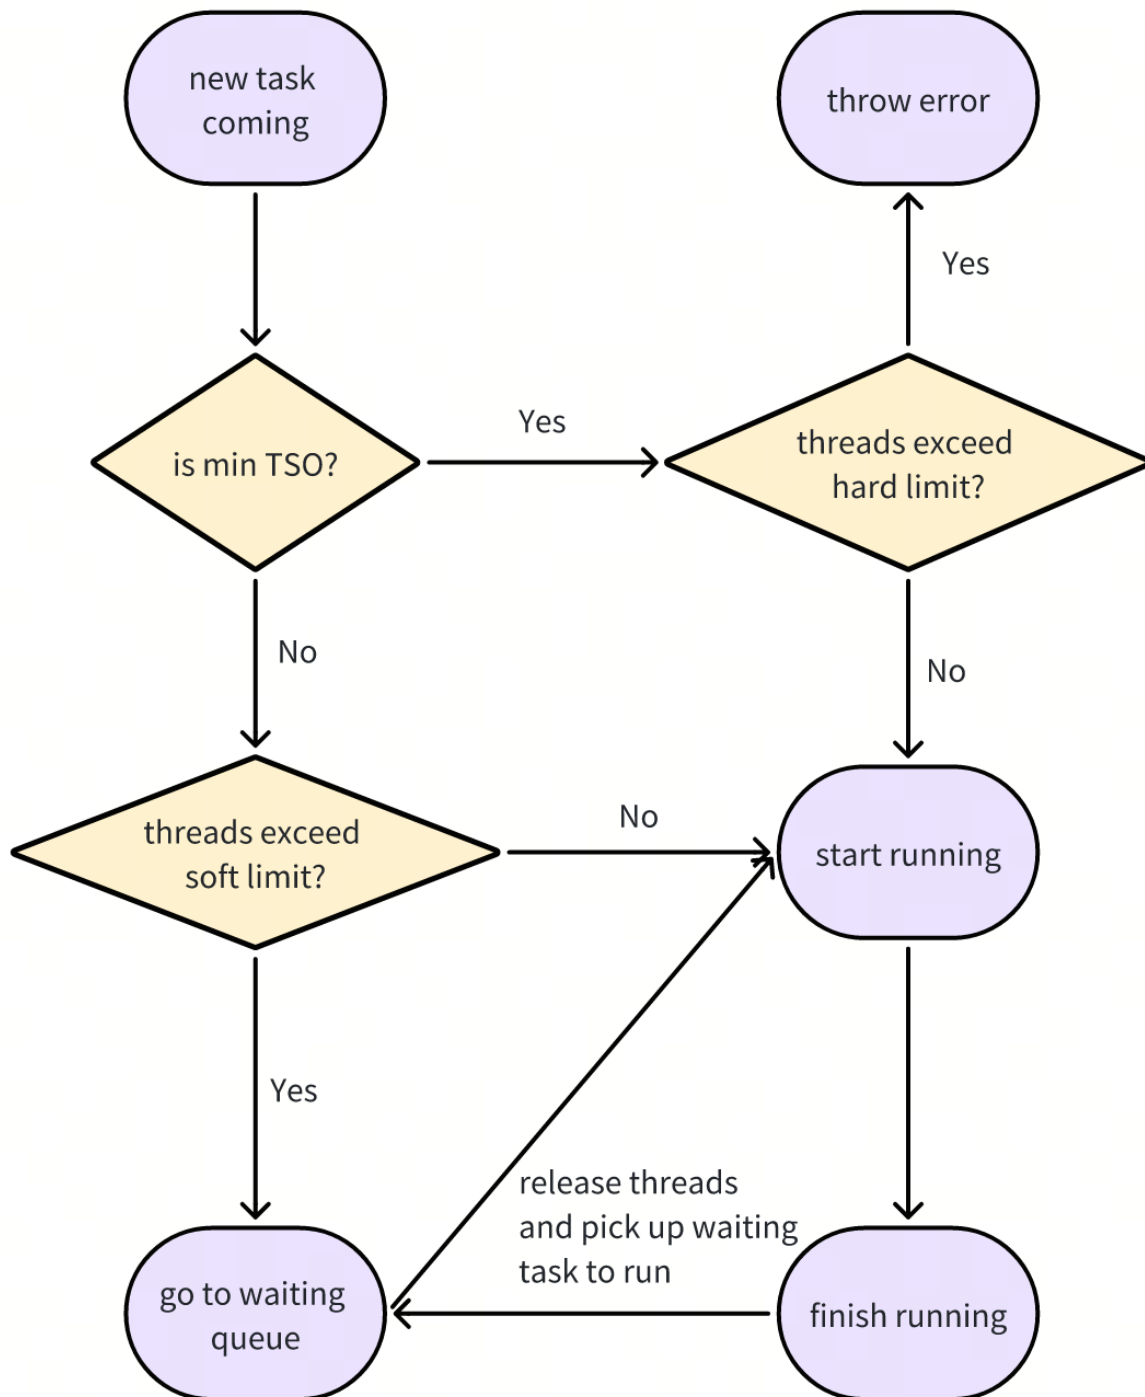 new task
coming
throw error
Yes
Yes
is min TSO?
threads exceed
hard limit?
No
No
No
threads exceed
soft limit?
start running
Yes
release threads
and pick up waiting
task to run
go to waiting
queue
finish running